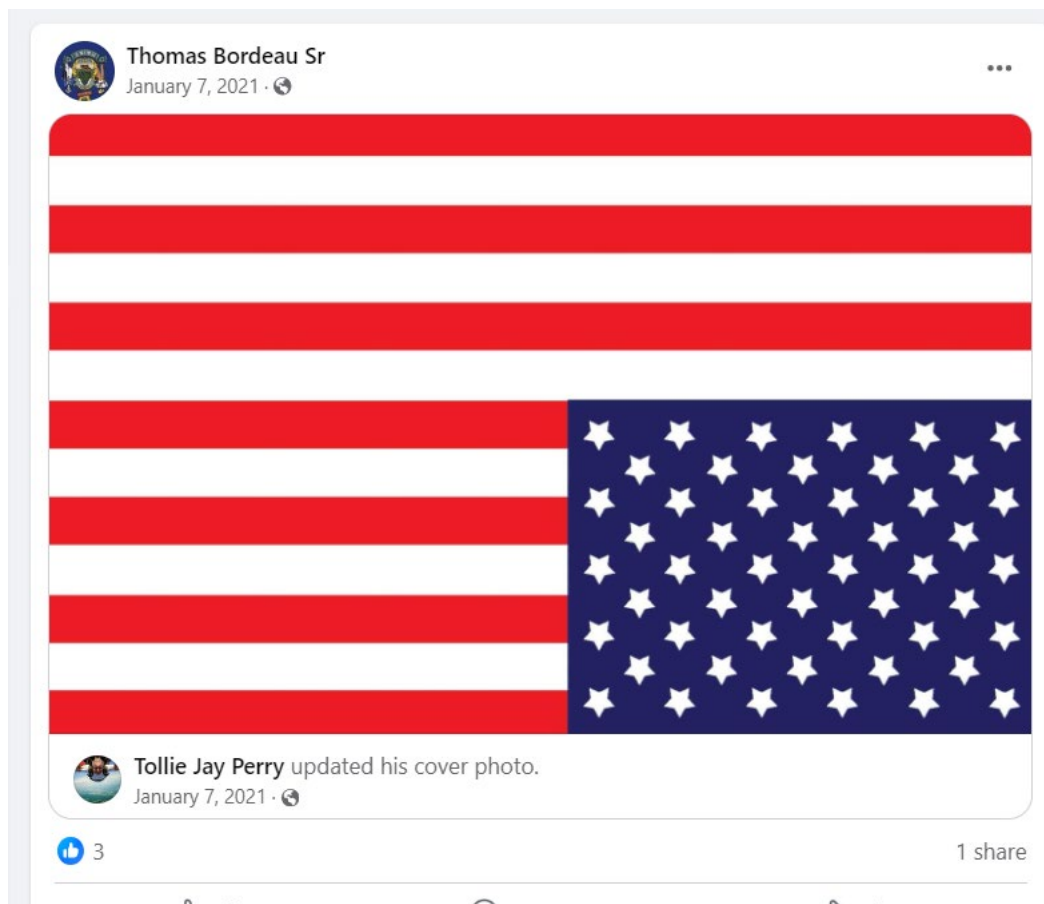 Thomas Bordeau Sr
January 7, 2021 ·
Tollie Jay Perry updated his cover photo.
January 7, 2021 ·
3
1 share